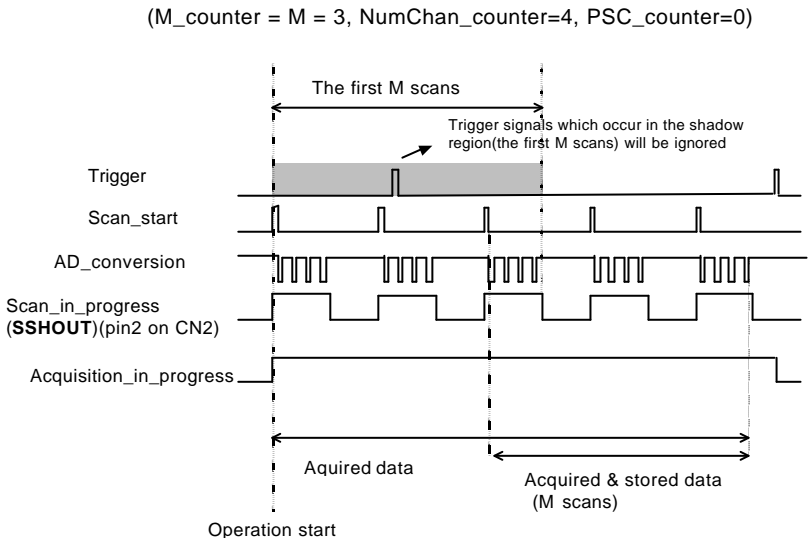 (M_counter = M = 3, NumChan_counter=4, PSC_counter=0)
The first M scans
Trigger signals which occur in the shadow
region(the first M scans) will be ignored
Trigger
Scan_start
AD_conversion
Scan_in_progress
(SSHOUT)(pin2 on CN2)
Acquisition_in_progress
Aquired data
Acquired & stored data
(M scans)
Operation start